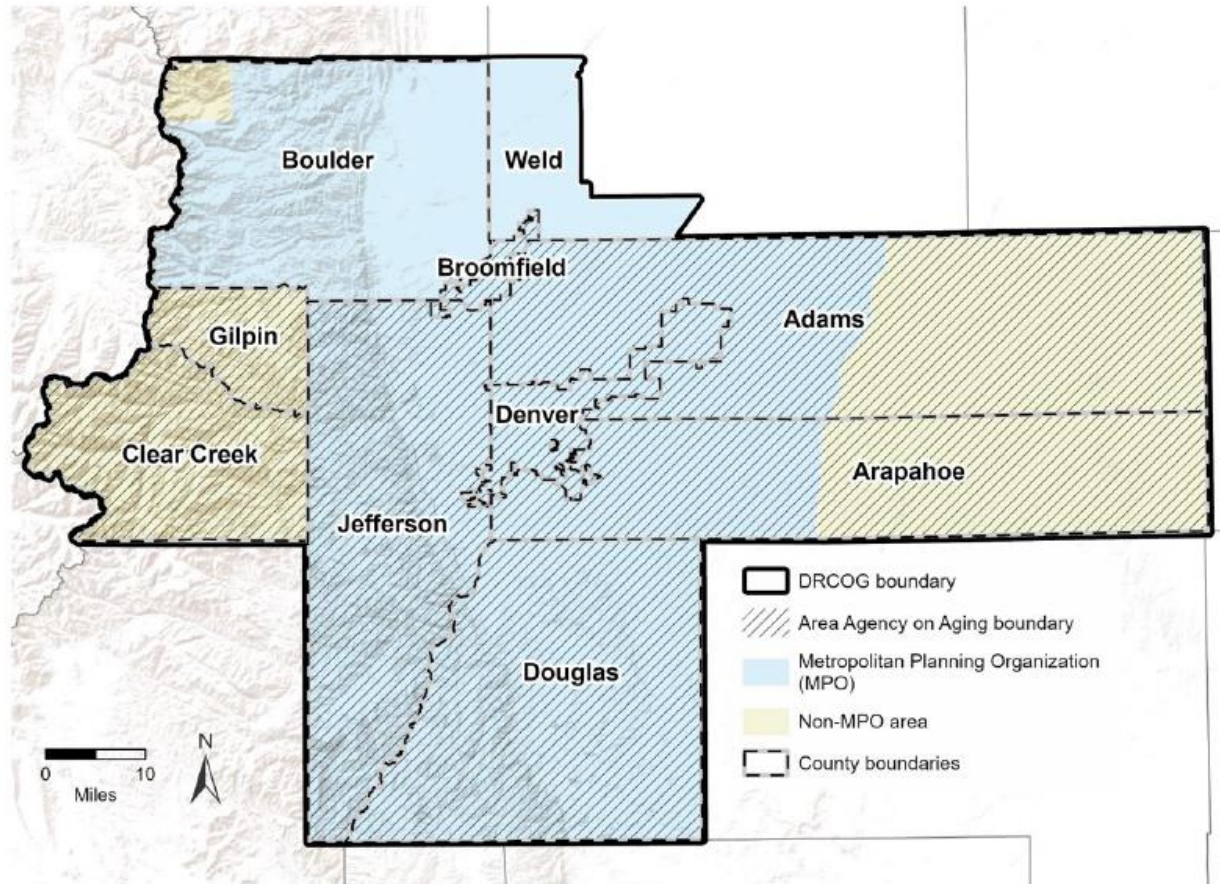 Boulder
Weld
Broomfield
Gilpin
Adams
Denver
Clear Creek
Arapahoe
Jefferson
Douglas
DRCOG boundary
Area Agency on Aging boundary
Metropolitan Planning Organization
(MPO)
Non-MPO area
County boundaries
N
0 10
Miles